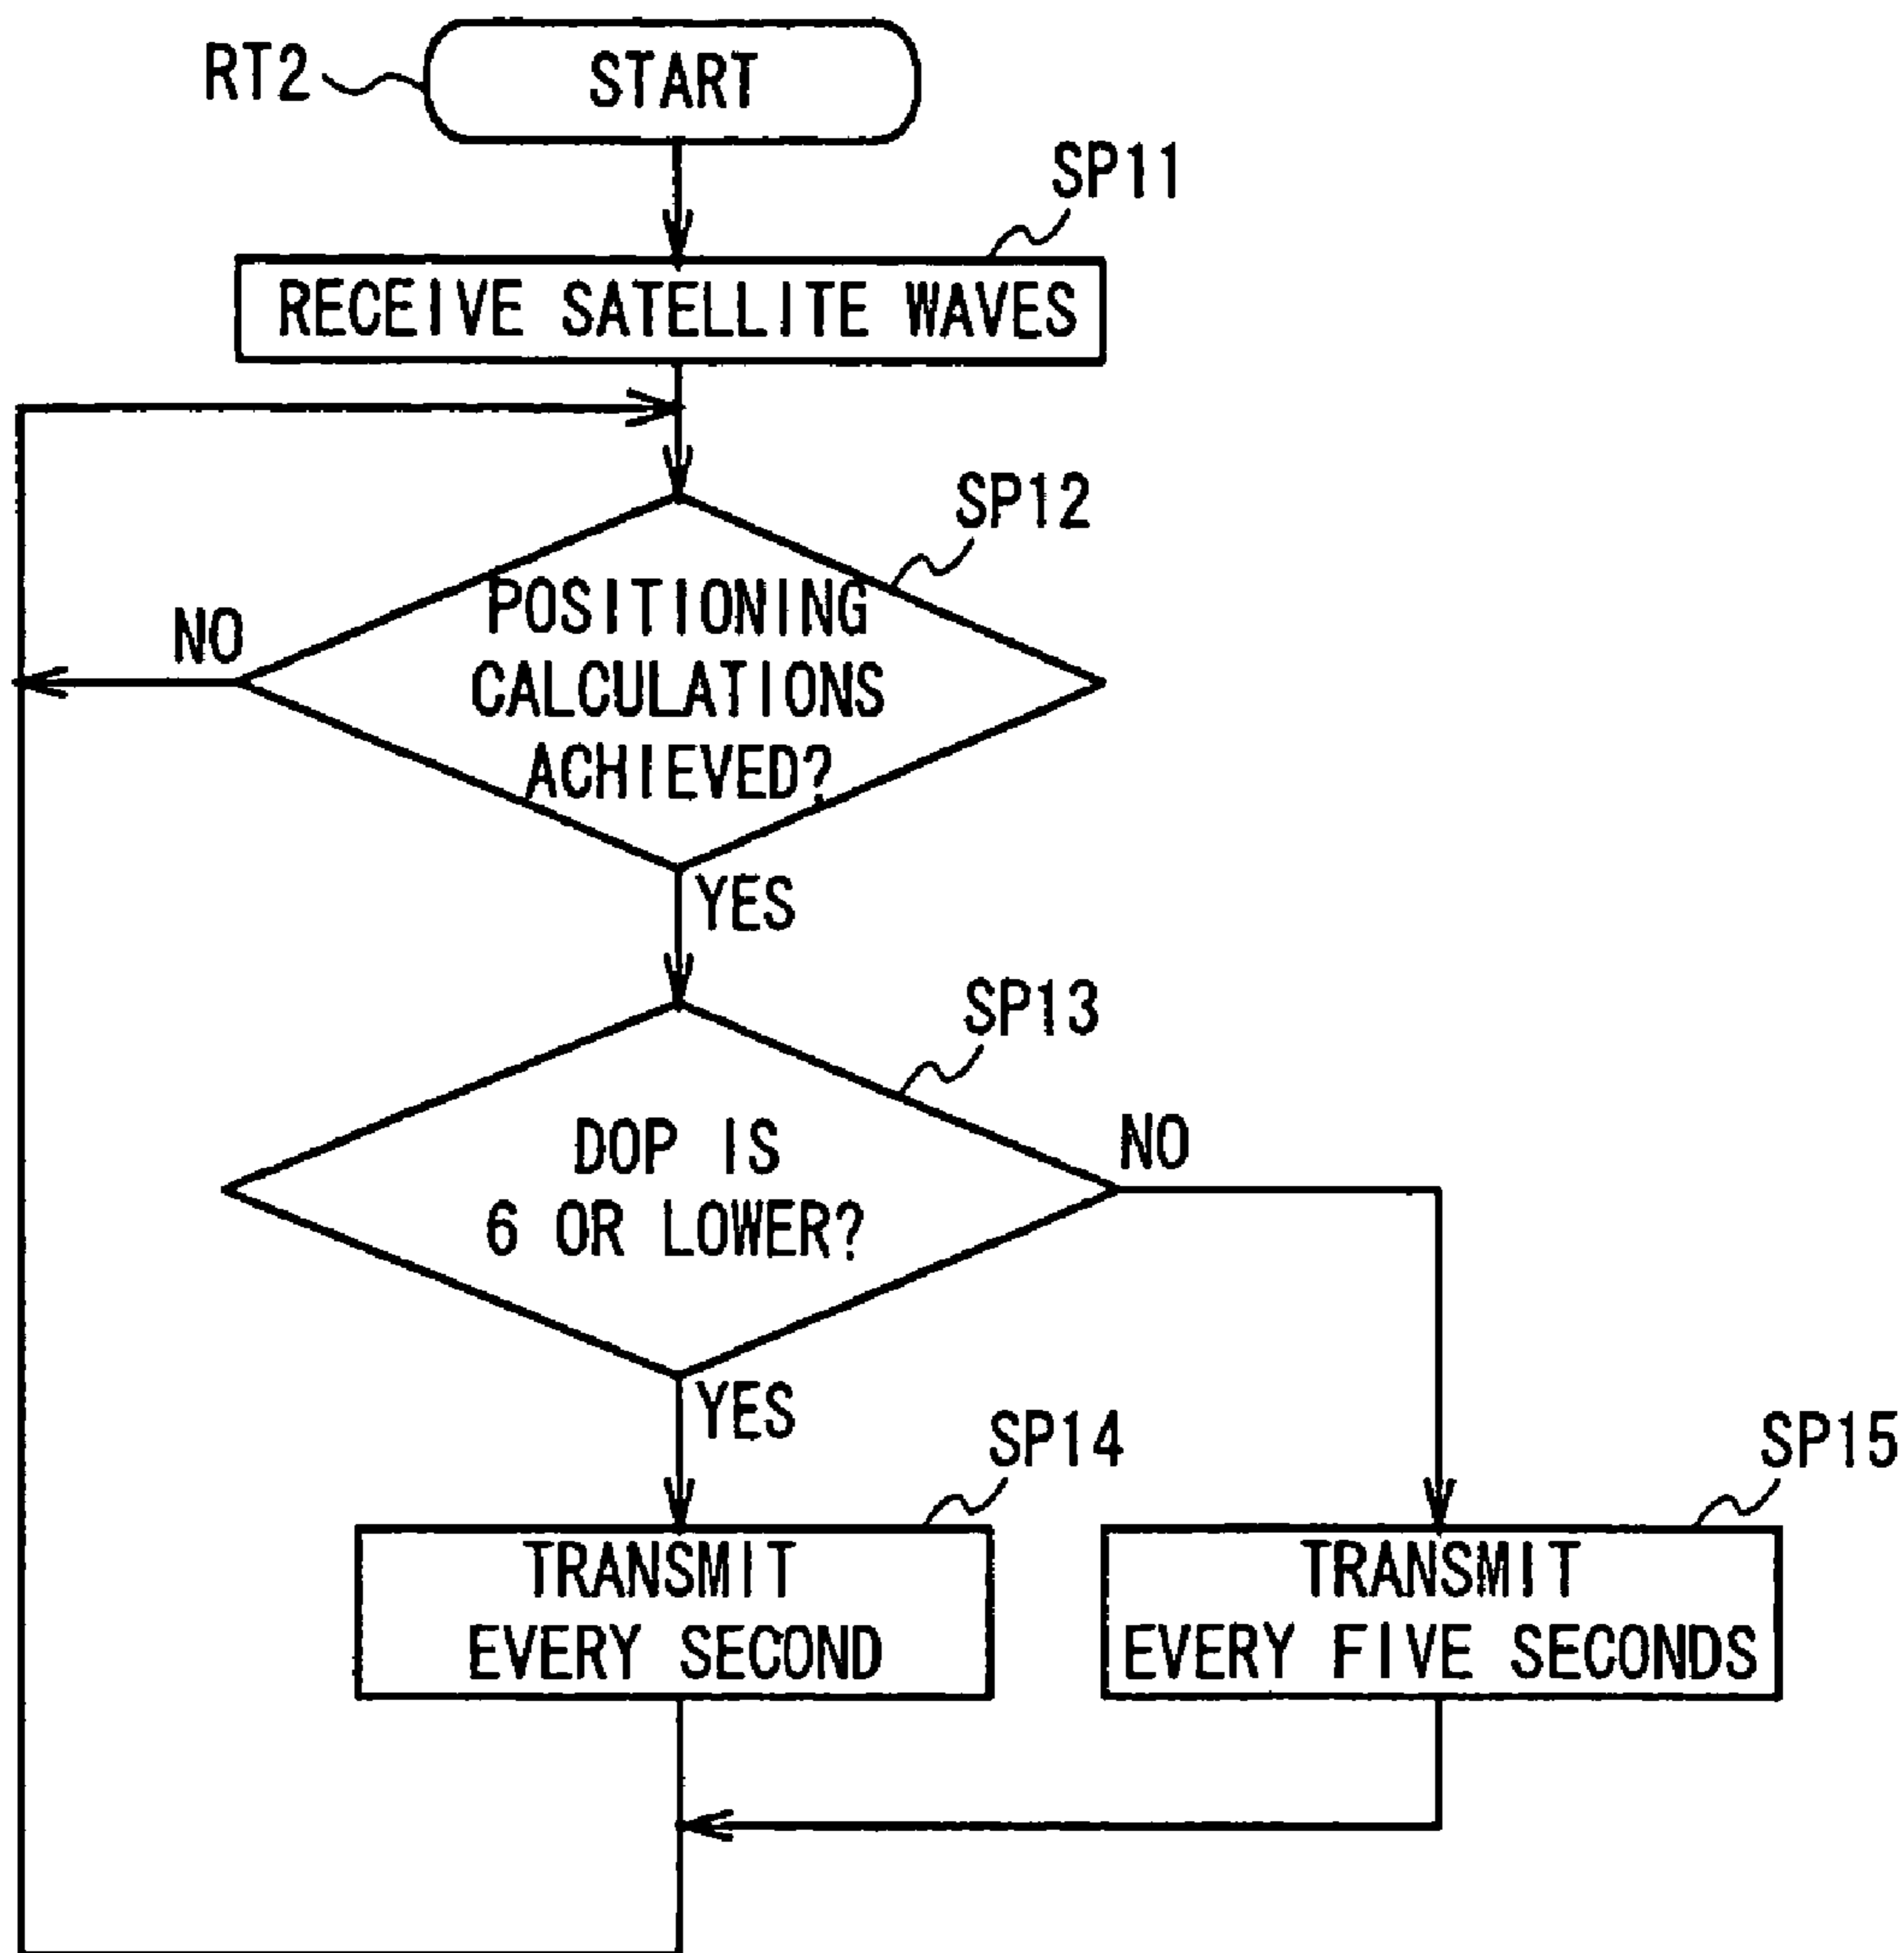 RT2
START
SP11
RECEIVE SATELLITE WAVES
SP12
NO
POSITIONING
CALCULATIONS
ACHIEVED?
YES
SP13
DOP IS
6 OR LOWER?
NO
YES
SP14
SP15
TRANSMIT
EVERY SECOND
TRANSMIT
EVERY FIVE SECONDS